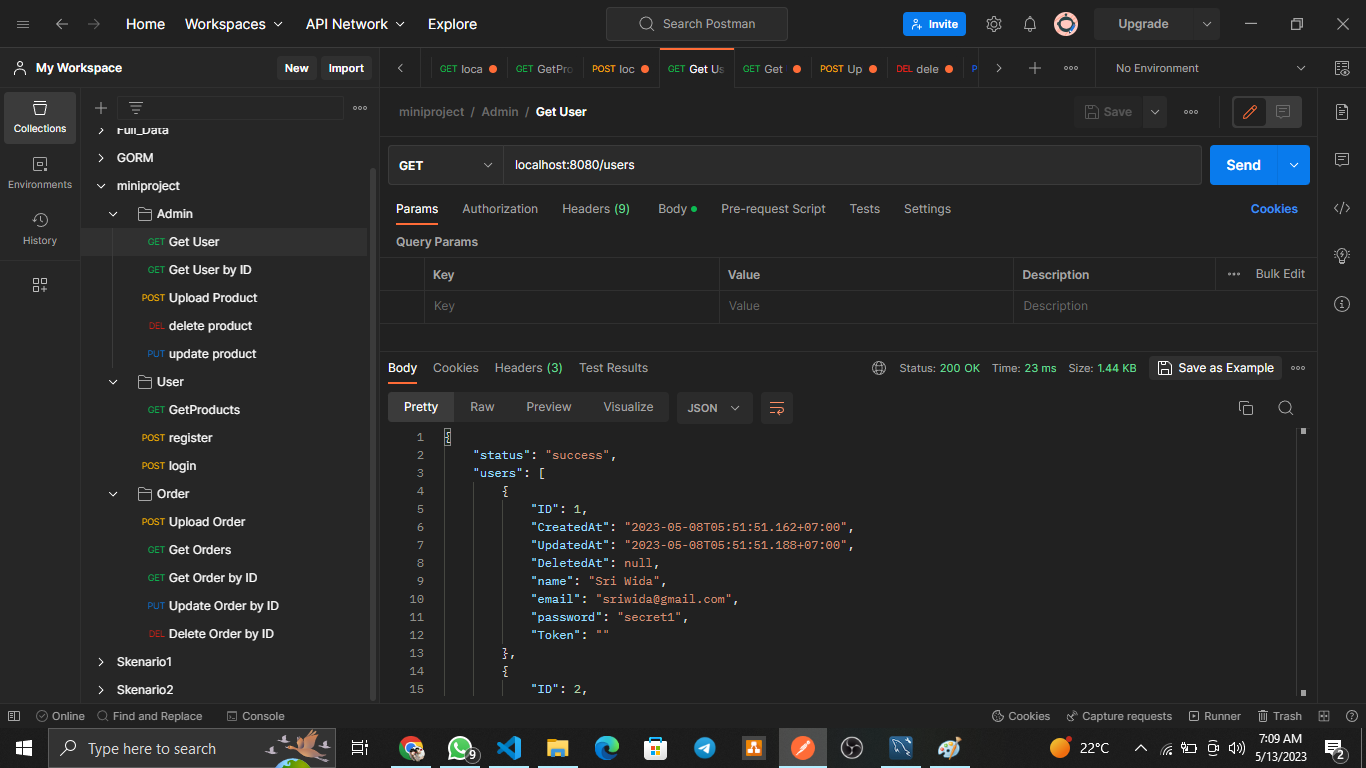 Home Workspaces API Network Explore Search Postman Invite Upgrade
My Workspace New Import
GET loca GET GetPro POST loc GET Get Us GET Get POST Up DEL dele P No Environment
Collections
Environments
History
Full_Data
GORM
miniproject
Admin
GET Get User
GET Get User by ID
POST Upload Product
DEL delete product
PUT update product
User
GET GetProducts
POST register
POST login
Order
POST Upload Order
GET Get Orders
GET Get Order by ID
PUT Update Order by ID
DEL Delete Order by ID
Skenario1
Skenario2
miniproject / Admin / Get User Save
GET localhost:8080/users Send
Params Authorization Headers (9) Body Pre-request Script Tests Settings Cookies
Query Params
Key Value Description Bulk Edit
Key Value Description
Body Cookies Headers (3) Test Results Status: 200 OK Time: 23 ms Size: 1.44 KB Save as Example
Pretty Raw Preview Visualize JSON
1 {
2 "status": "success",
3 "users": [
4 {
5 "ID": 1,
6 "CreatedAt": "2023-05-08T05:51:51.162+07:00",
7 "UpdatedAt": "2023-05-08T05:51:51.188+07:00",
8 "DeletedAt": null,
9 "name": "Sri Wida",
10 "email": "sriwida@gmail.com",
11 "password": "secret1",
12 "Token": ""
13 },
14 {
15 "ID": 2,
Online Find and Replace Console Cookies Capture requests Runner Trash
Type here to search 9 22°C 7:09 AM
5/13/2023 2